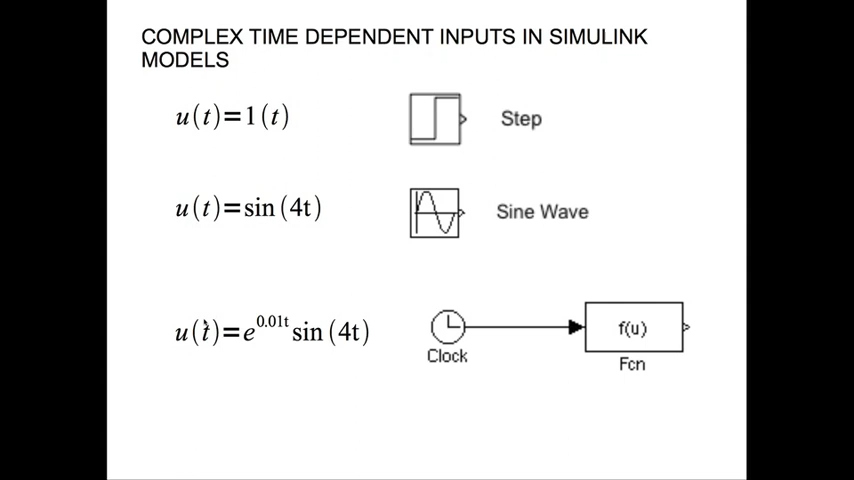 COMPLEX TIME DEPENDENT INPUTS IN SIMULINK
MODELS
u(t)=1(t)
Step
u(t)=sin(4t)
Sine Wave
u(t)=e^0.01t sin(4t)
f(u)
Clock
Fcn